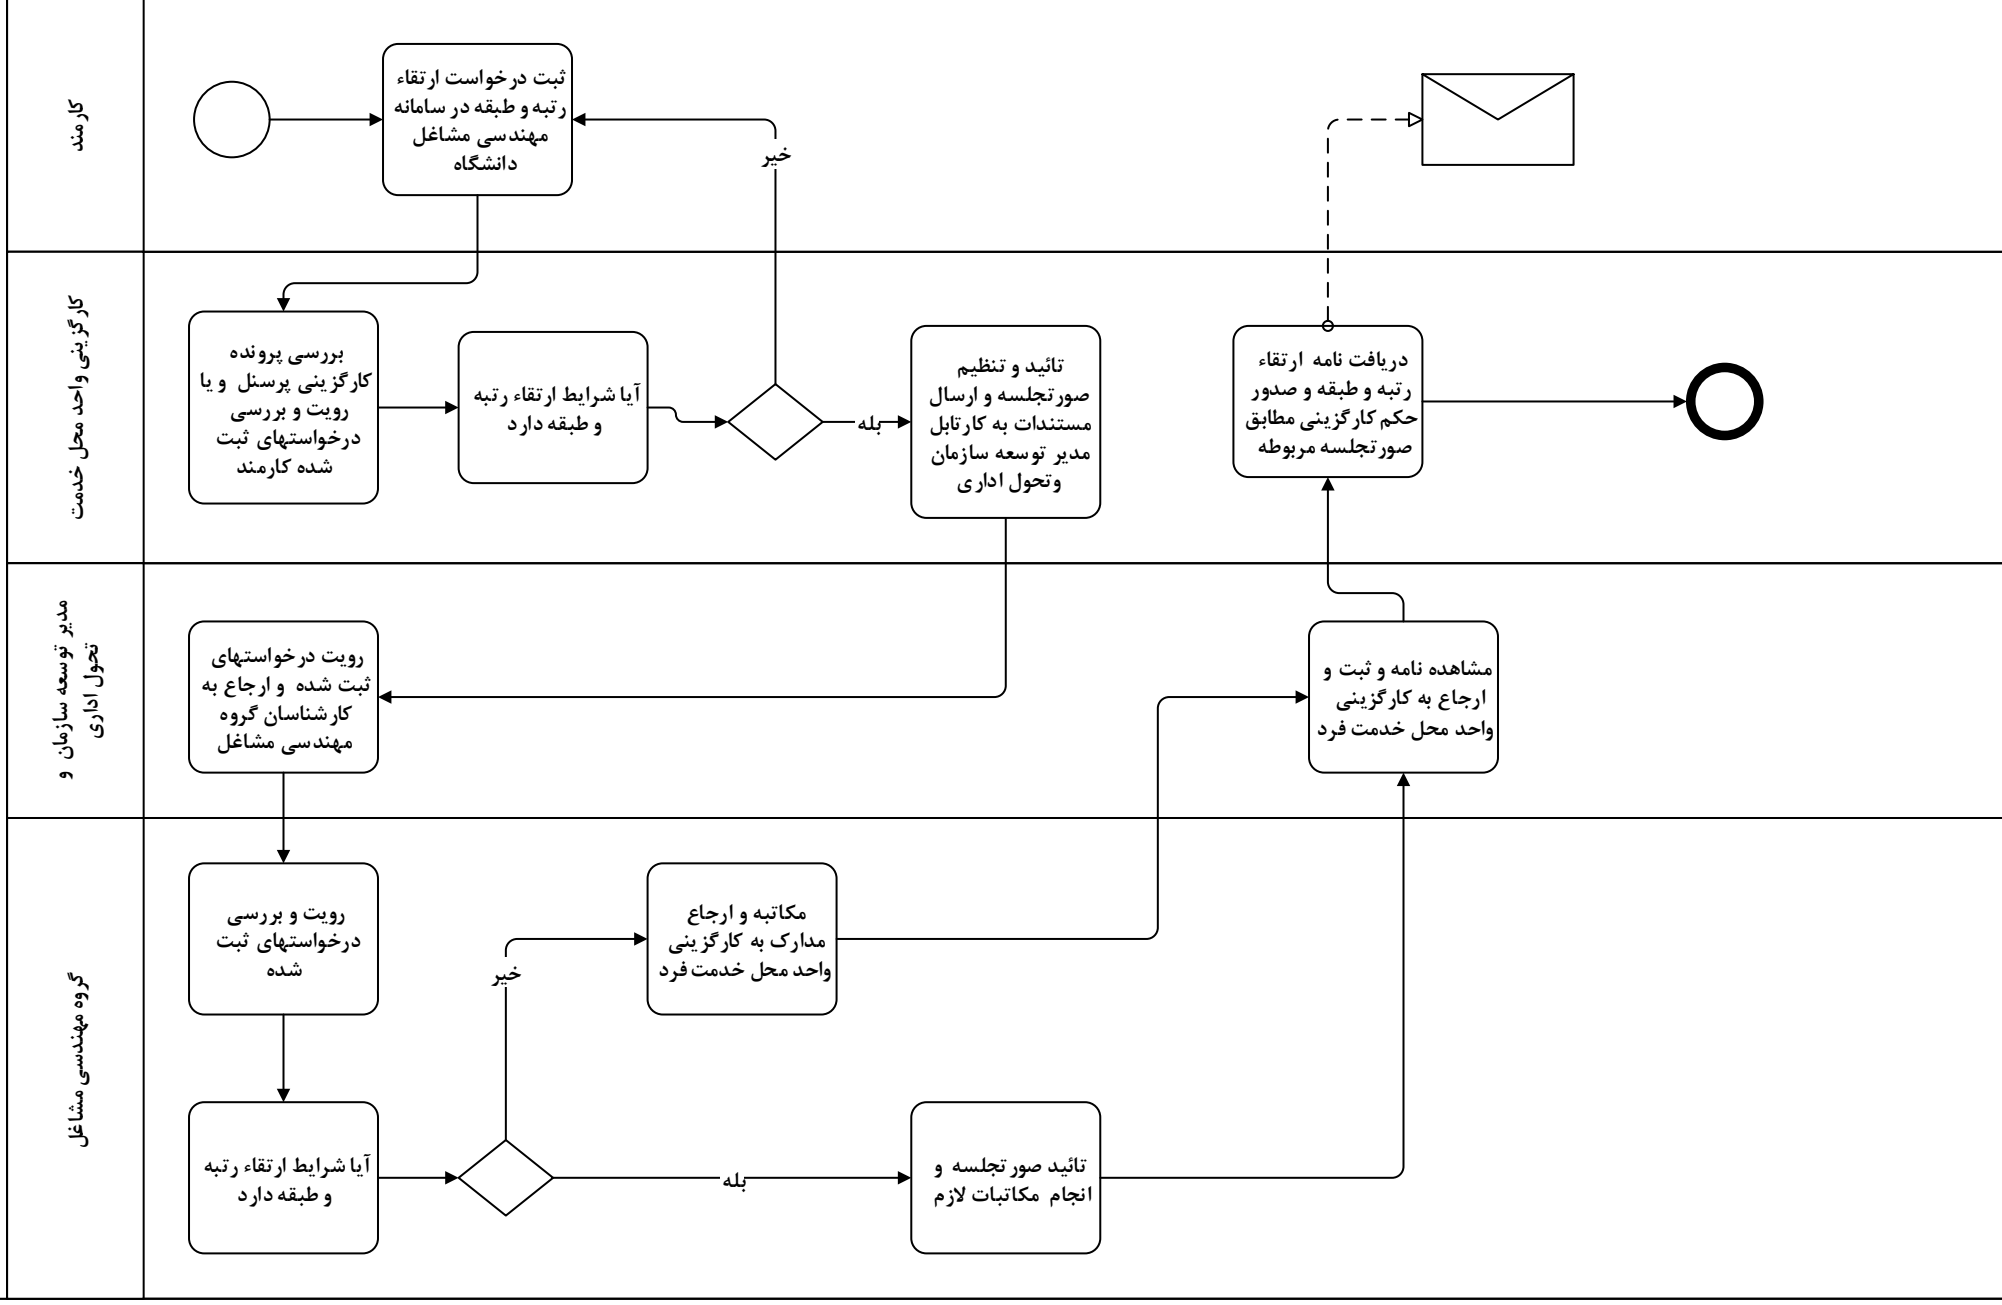 کارمند
ثبت درخواست ارتقاء
رتبه و طبقه در سامانه
مهندسی مشاغل
دانشگاه
خیر
کارگزینی واحد محل خدمت
بررسی پرونده
کارگزینی پرسنل و یا
رویت و بررسی
درخواستهای ثبت
شده کارمند
آیا شرایط ارتقاء رتبه
و طبقه دارد
بله
تائید و تنظیم
صورتجلسه و ارسال
مستندات به کارتابل
مدیر توسعه سازمان
وتحول اداری
دریافت نامه ارتقاء
رتبه و طبقه و صدور
حکم کارگزینی مطابق
صورتجلسه مربوطه
مدیر توسعه سازمان و
تحول اداری
رویت درخواستهای
ثبت شده و ارجاع به
کارشناسان گروه
مهندسی مشاغل
مشاهده نامه و ثبت و
ارجاع به کارگزینی
واحد محل خدمت فرد
گروه مهندسی مشاغل
رویت و بررسی
درخواستهای ثبت
شده
خیر
مکاتبه و ارجاع
مدارک به کارگزینی
واحد محل خدمت فرد
آیا شرایط ارتقاء رتبه
و طبقه دارد
بله
تائید صورتجلسه و
انجام مکاتبات لازم